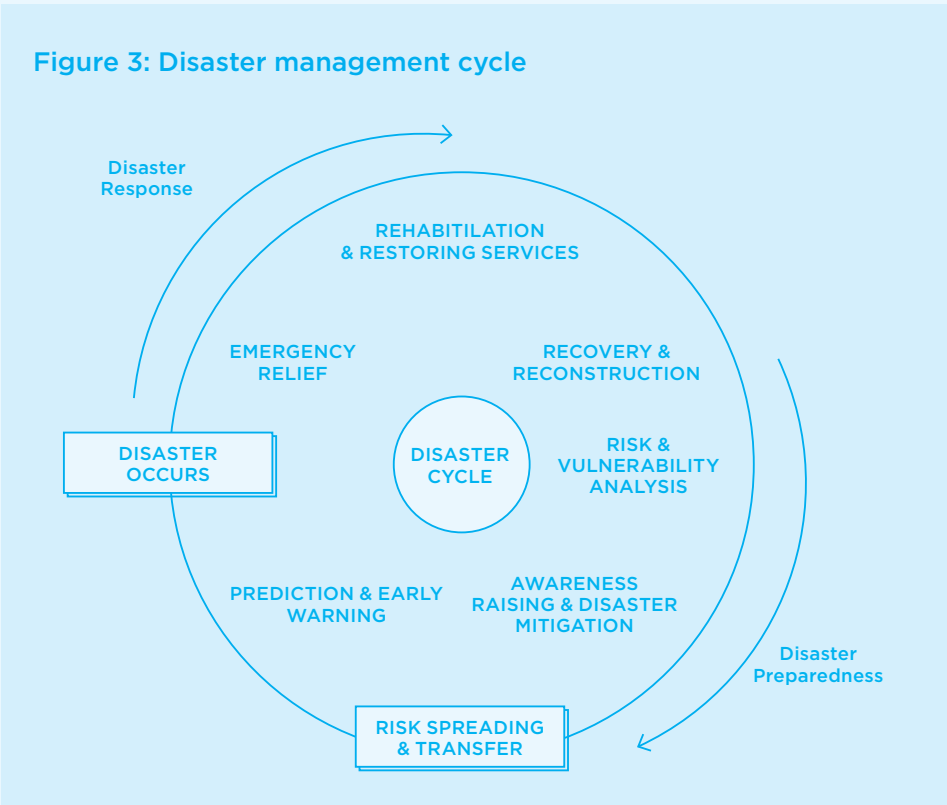 Figure 3: Disaster management cycle
Disaster
Response
REHABITILATION
& RESTORING SERVICES
EMERGENCY
RELIEF
RECOVERY &
RECONSTRUCTION
DISASTER
OCCURS
DISASTER
CYCLE
RISK &
VULNERABILITY
ANALYSIS
PREDICTION & EARLY
WARNING
AWARENESS
RAISING & DISASTER
MITIGATION
Disaster
Preparedness
RISK SPREADING
& TRANSFER